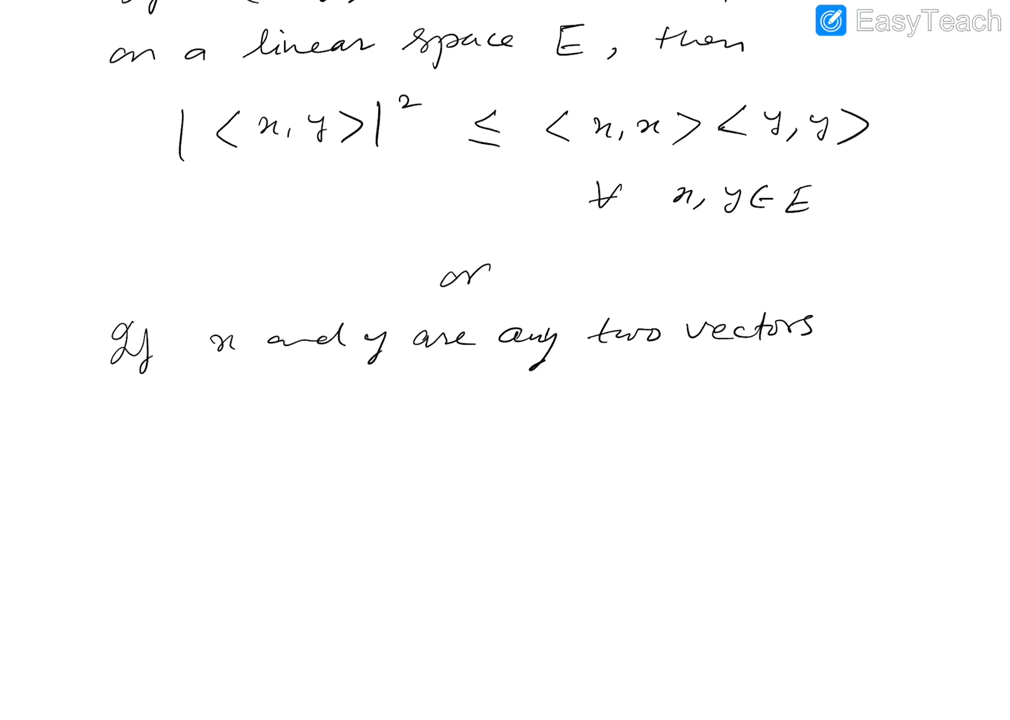 EasyTeach
on a linear space E, then
|<x, y>|² ≤ <x, x><y, y>
∀ x, y ∈ E
or
If x and y are any two vectors